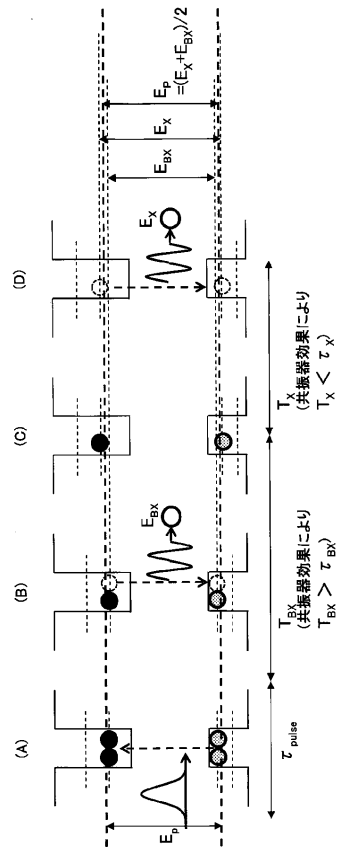 (A)
(B)
(C)
(D)
E_P
E_BX
E_X
E_BX
E_X
E_P
=(E_X+E_BX)/2
τ_pulse
T_BX
(共振器効果により
T_BX > τ_BX)
T_X
(共振器効果により
T_X < τ_X)